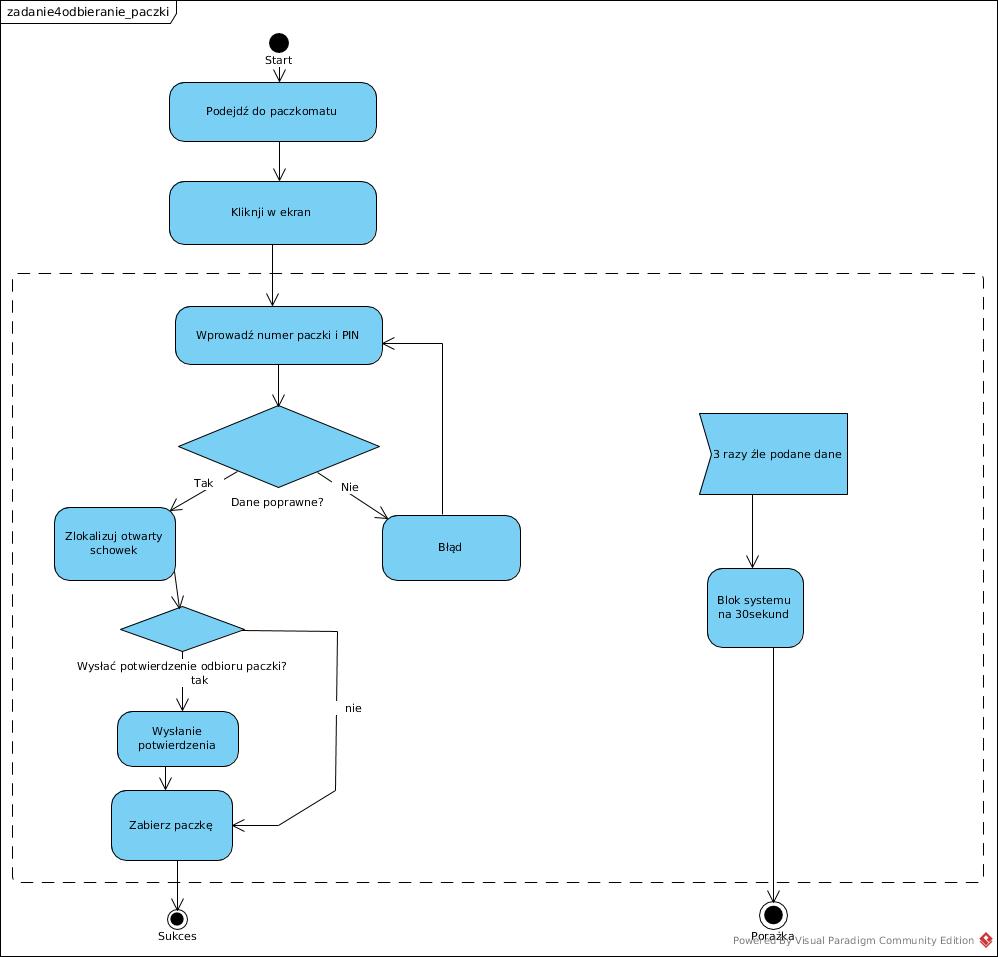 zadanie4odbieranie_paczki
Start
Podejdź do paczkomatu
Kliknji w ekran
Wprowadź numer paczki i PIN
3 razy źle podane dane
Tak
Nie
Dane poprawne?
Zlokalizuj otwarty
schowek
Błąd
Blok systemu
na 30sekund
Wysłać potwierdzenie odbioru paczki?
tak
nie
Wysłanie
potwierdzenia
Zabierz paczkę
Sukces
Porażka
Powered By Visual Paradigm Community Edition